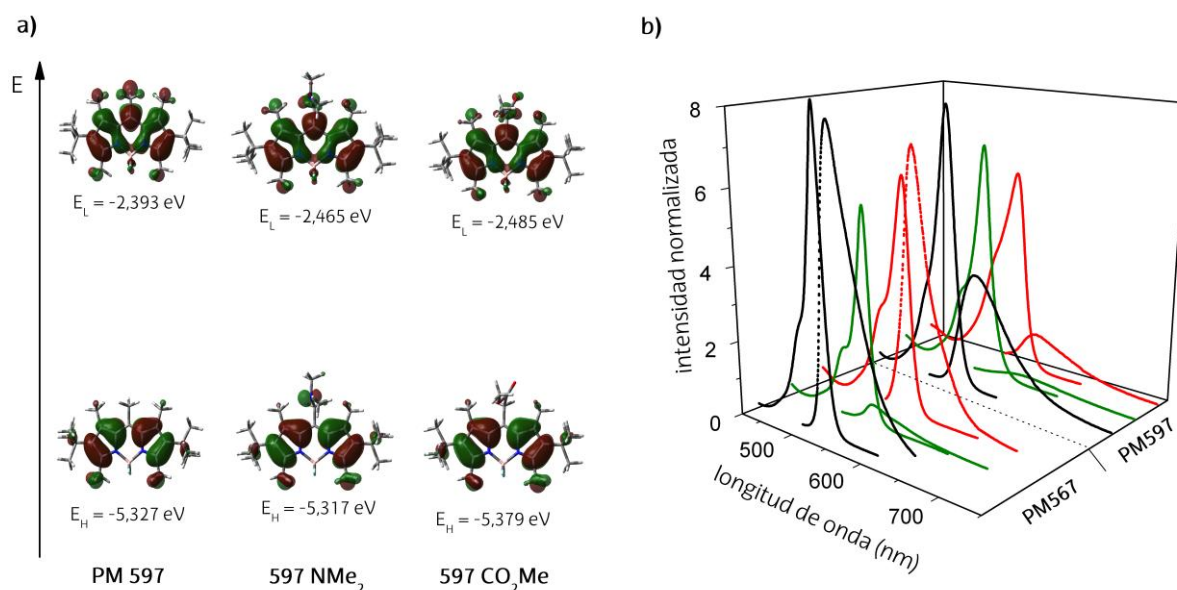 a)
E
E_L = -2,393 eV
E_L = -2,465 eV
E_L = -2,485 eV
E_H = -5,327 eV
E_H = -5,317 eV
E_H = -5,379 eV
PM 597
597 NMe₂
597 CO₂Me
b)
intensidad normalizada
8
6
4
2
0
500
600
700
longitud de onda (nm)
PM567
PM597